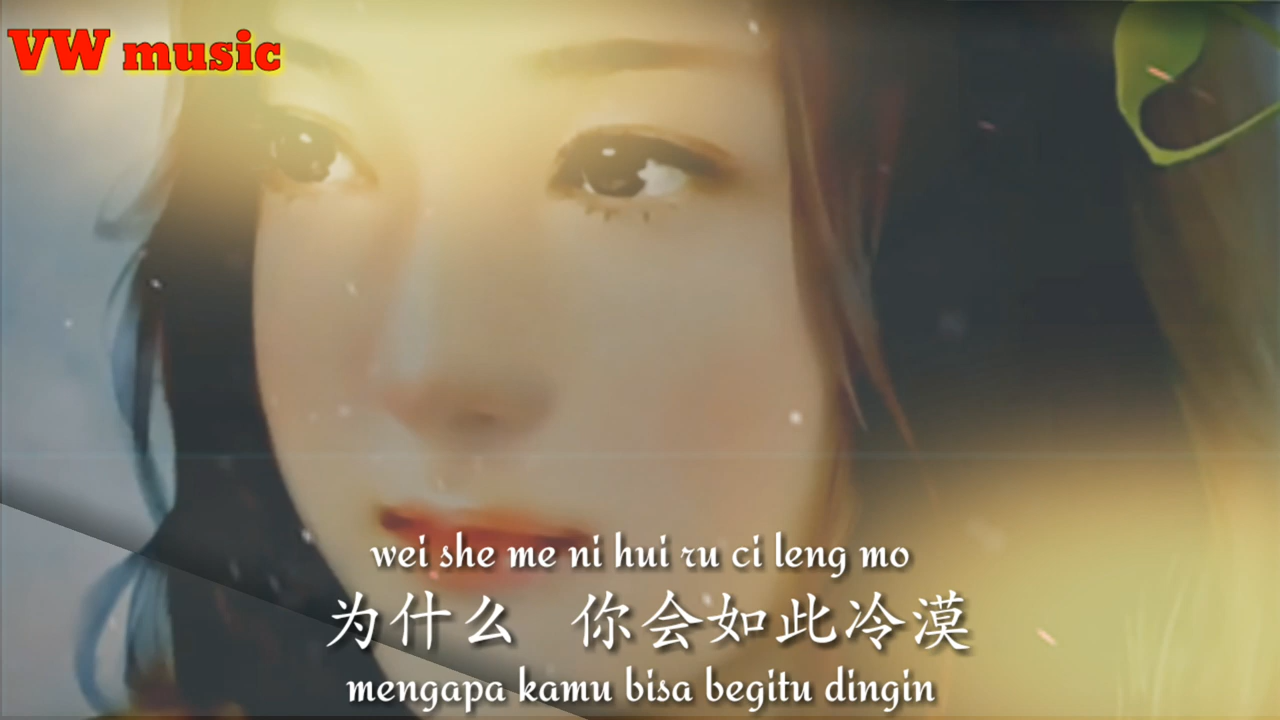 VW music
wei she me ni hui ru ci leng mo
为什么 你会如此冷漠
mengapa kamu bisa begitu dingin